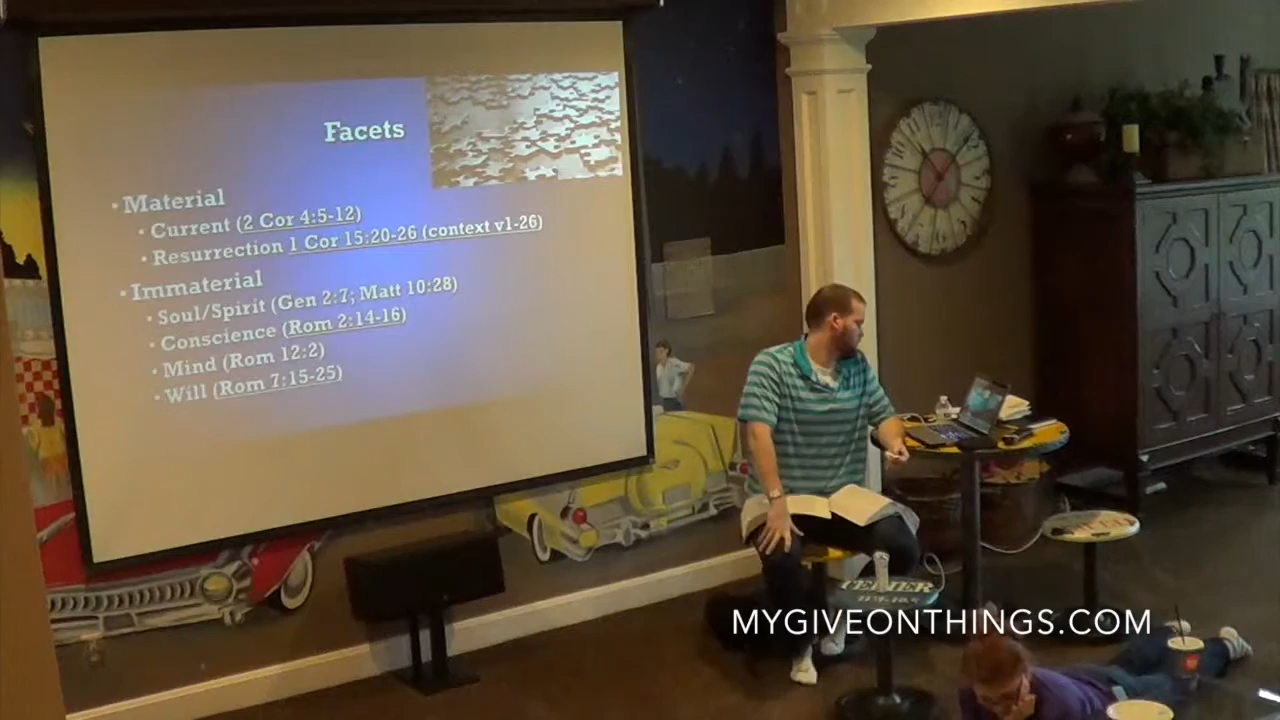 Facets
• Material
• Current (2 Cor 4:5-12)
• Resurrection 1 Cor 15:20-26 (context v1-26)
• Immaterial
• Soul/Spirit (Gen 2:7; Matt 10:28)
• Conscience (Rom 2:14-16)
• Mind (Rom 12:2)
• Will (Rom 7:15-25)
MYGIVEONTHINGS.COM